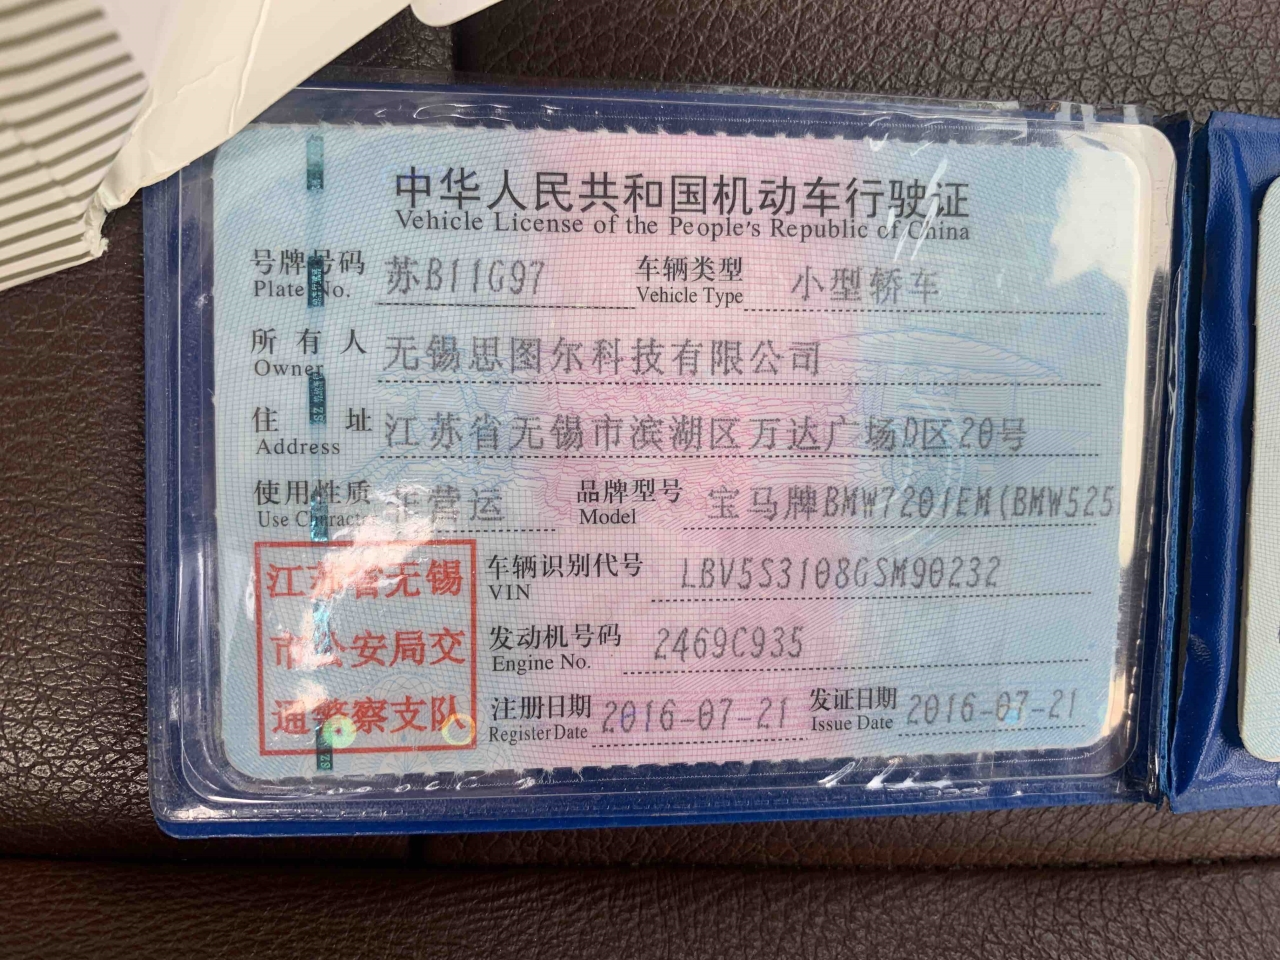 中华人民共和国机动车行驶证
Vehicle License of the People's Republic of China
号牌号码 苏B11G97 车辆类型 小型轿车
Plate No. Vehicle Type
所有人 无锡思图尔科技有限公司
Owner
住址 江苏省无锡市滨湖区万达广场D区20号
Address
使用性质 非营运 品牌型号 宝马牌BMW7201EM(BMW525
Use Character Model
江苏省无锡
市公安局交
通警察支队
车辆识别代号 LBV5S3108GSM90232
VIN
发动机号码 2469C935
Engine No.
注册日期 2016-07-21 发证日期 2016-07-21
Register Date Issue Date